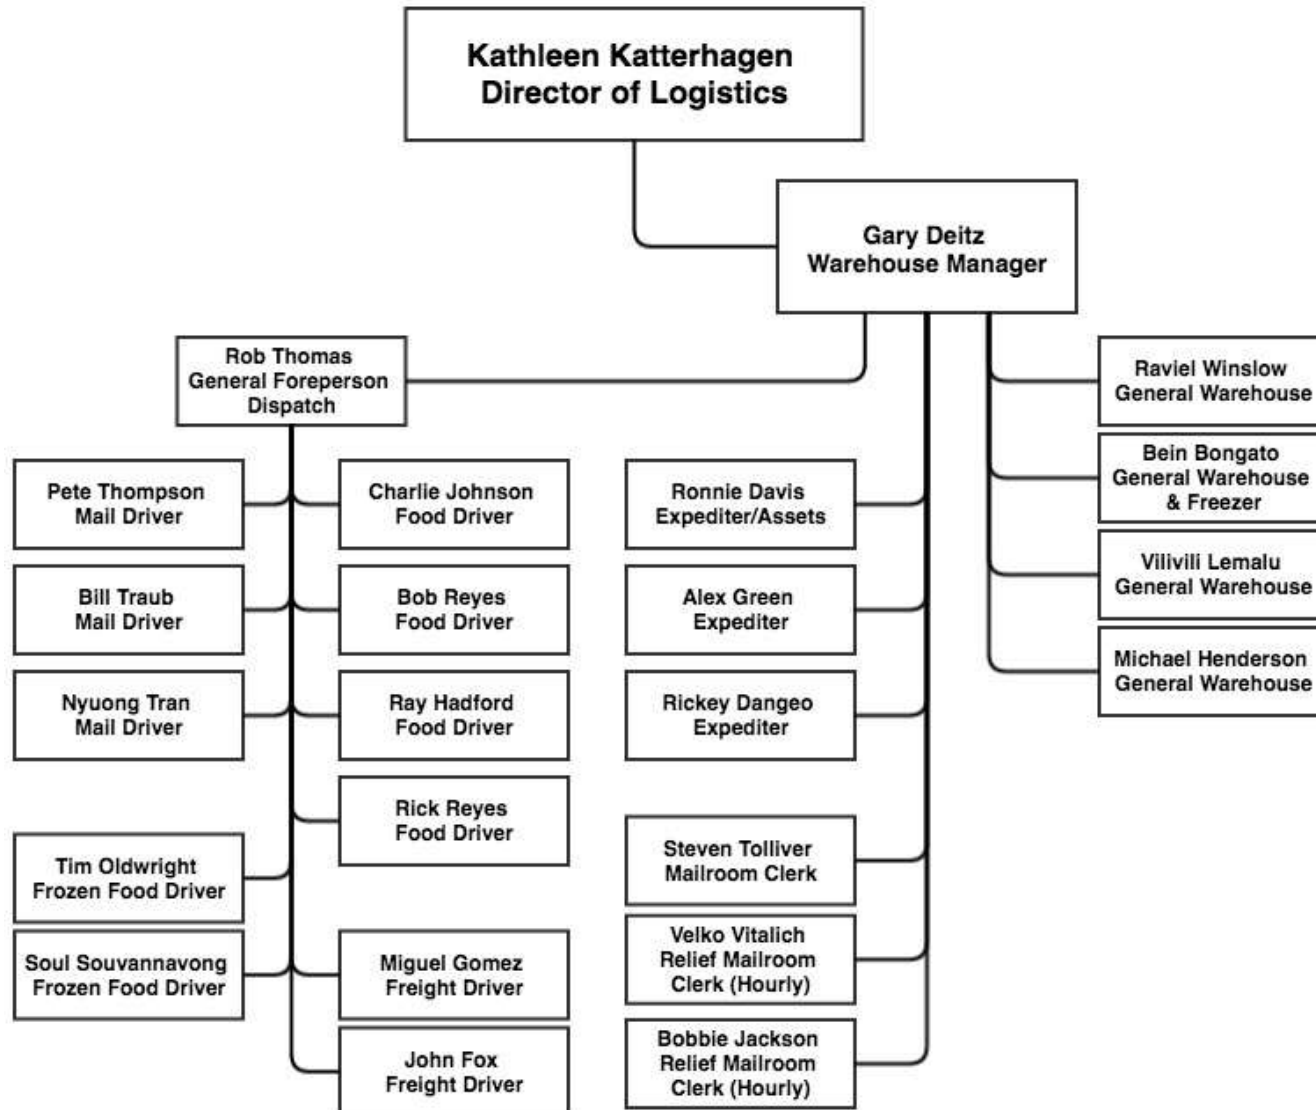 Kathleen Katterhagen
Director of Logistics
Gary Deitz
Warehouse Manager
Rob Thomas
General Foreperson
Dispatch
Pete Thompson
Mail Driver
Bill Traub
Mail Driver
Nyuong Tran
Mail Driver
Tim Oldwright
Frozen Food Driver
Soul Souvannavong
Frozen Food Driver
Charlie Johnson
Food Driver
Bob Reyes
Food Driver
Ray Hadford
Food Driver
Rick Reyes
Food Driver
Miguel Gomez
Freight Driver
John Fox
Freight Driver
Ronnie Davis
Expediter/Assets
Alex Green
Expediter
Rickey Dangeo
Expediter
Steven Tolliver
Mailroom Clerk
Velko Vitalich
Relief Mailroom
Clerk (Hourly)
Bobbie Jackson
Relief Mailroom
Clerk (Hourly)
Raviel Winslow
General Warehouse
Bein Bongato
General Warehouse
& Freezer
Vilivili Lemalu
General Warehouse
Michael Henderson
General Warehouse